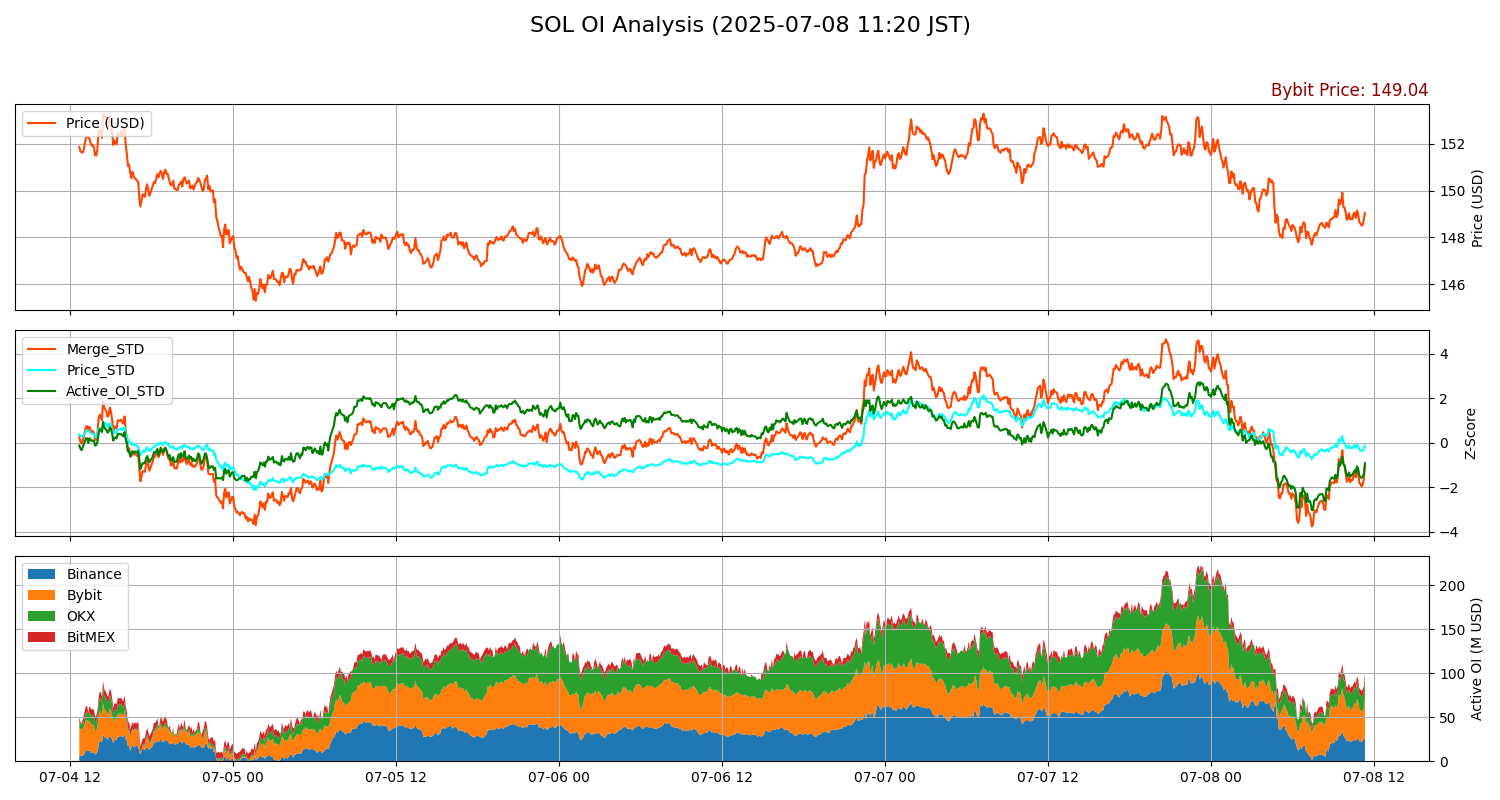 SOL OI Analysis (2025-07-08 11:20 JST)
Bybit Price: 149.04
Price (USD)
152
150
148
146
Price (USD)
Merge_STD
Price_STD
Active_OI_STD
4
2
0
−2
−4
Z-Score
Binance
Bybit
OKX
BitMEX
200
150
100
50
0
Active OI (M USD)
07-04 12
07-05 00
07-05 12
07-06 00
07-06 12
07-07 00
07-07 12
07-08 00
07-08 12